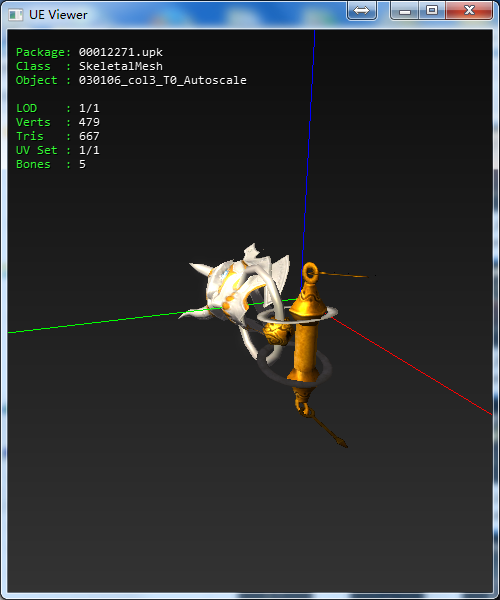 UE Viewer
Package: 00012271.upk
Class : SkeletalMesh
Object : 030106_col3_T0_Autoscale
LOD : 1/1
Verts : 479
Tris : 667
UV Set : 1/1
Bones : 5